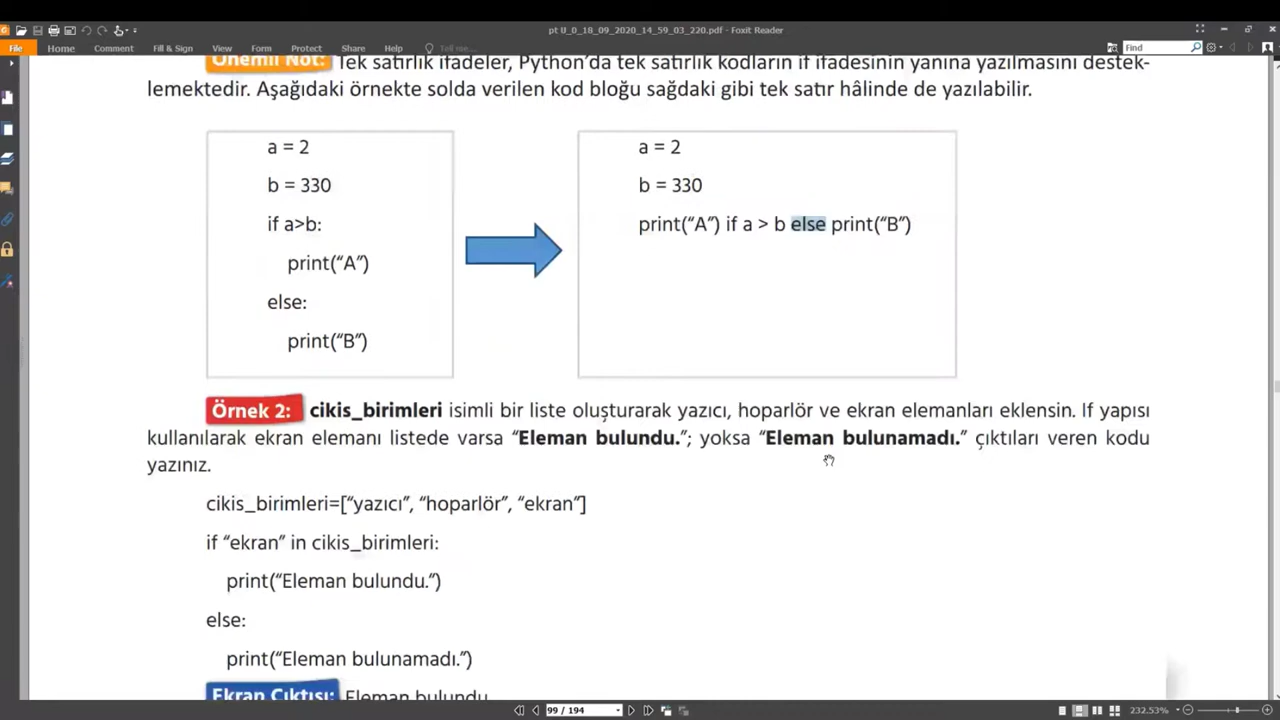 pt U_0_18_09_2020_14_59_03_220.pdf - Foxit Reader
File Home Comment Fill & Sign View Form Protect Share Help Tell me... Find
Önemli Not: Tek satırlık ifadeler, Python'da tek satırlık kodların if ifadesinin yanına yazılmasını destek-
lemektedir. Aşağıdaki örnekte solda verilen kod bloğu sağdaki gibi tek satır hâlinde de yazılabilir.
a = 2
b = 330
if a>b:
print(“A”)
else:
print(“B”)
a = 2
b = 330
print(“A”) if a > b else print(“B”)
Örnek 2: cikis_birimleri isimli bir liste oluşturarak yazıcı, hoparlör ve ekran elemanları eklensin. If yapısı
kullanılarak ekran elemanı listede varsa “Eleman bulundu.”; yoksa “Eleman bulunamadı.” çıktıları veren kodu
yazınız.
cikis_birimleri=[“yazıcı”, “hoparlör”, “ekran”]
if “ekran” in cikis_birimleri:
print(“Eleman bulundu.”)
else:
print(“Eleman bulunamadı.”)
Ekran Çıktısı: Eleman bulundu
99 / 194
232.53%